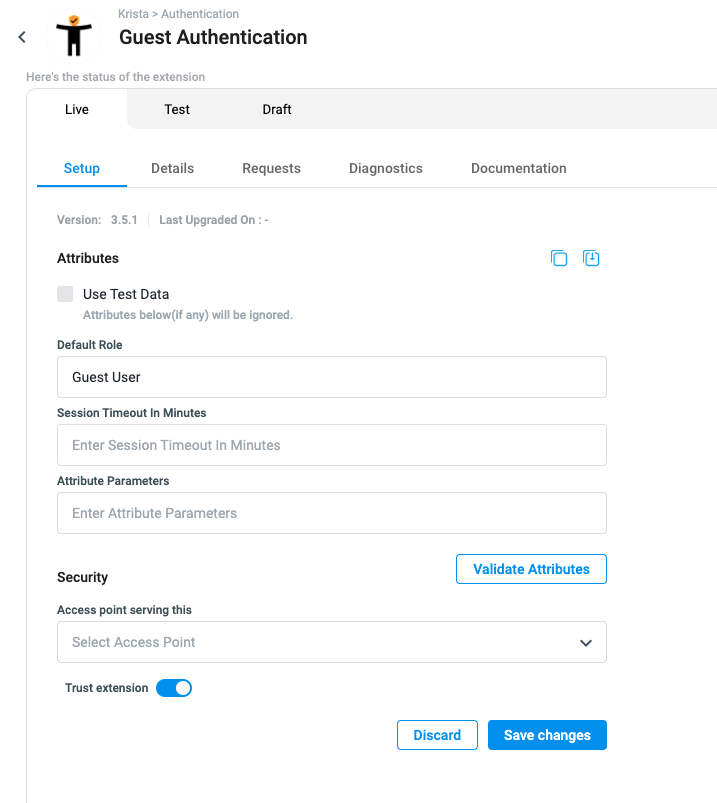 Krista > Authentication
Guest Authentication
Here's the status of the extension
Live Test Draft
Setup Details Requests Diagnostics Documentation
Version: 3.5.1 Last Upgraded On : -
Attributes
Use Test Data
Attributes below(if any) will be ignored.
Default Role
Guest User
Session Timeout In Minutes
Enter Session Timeout In Minutes
Attribute Parameters
Enter Attribute Parameters
Validate Attributes
Security
Access point serving this
Select Access Point
Trust extension
Discard Save changes